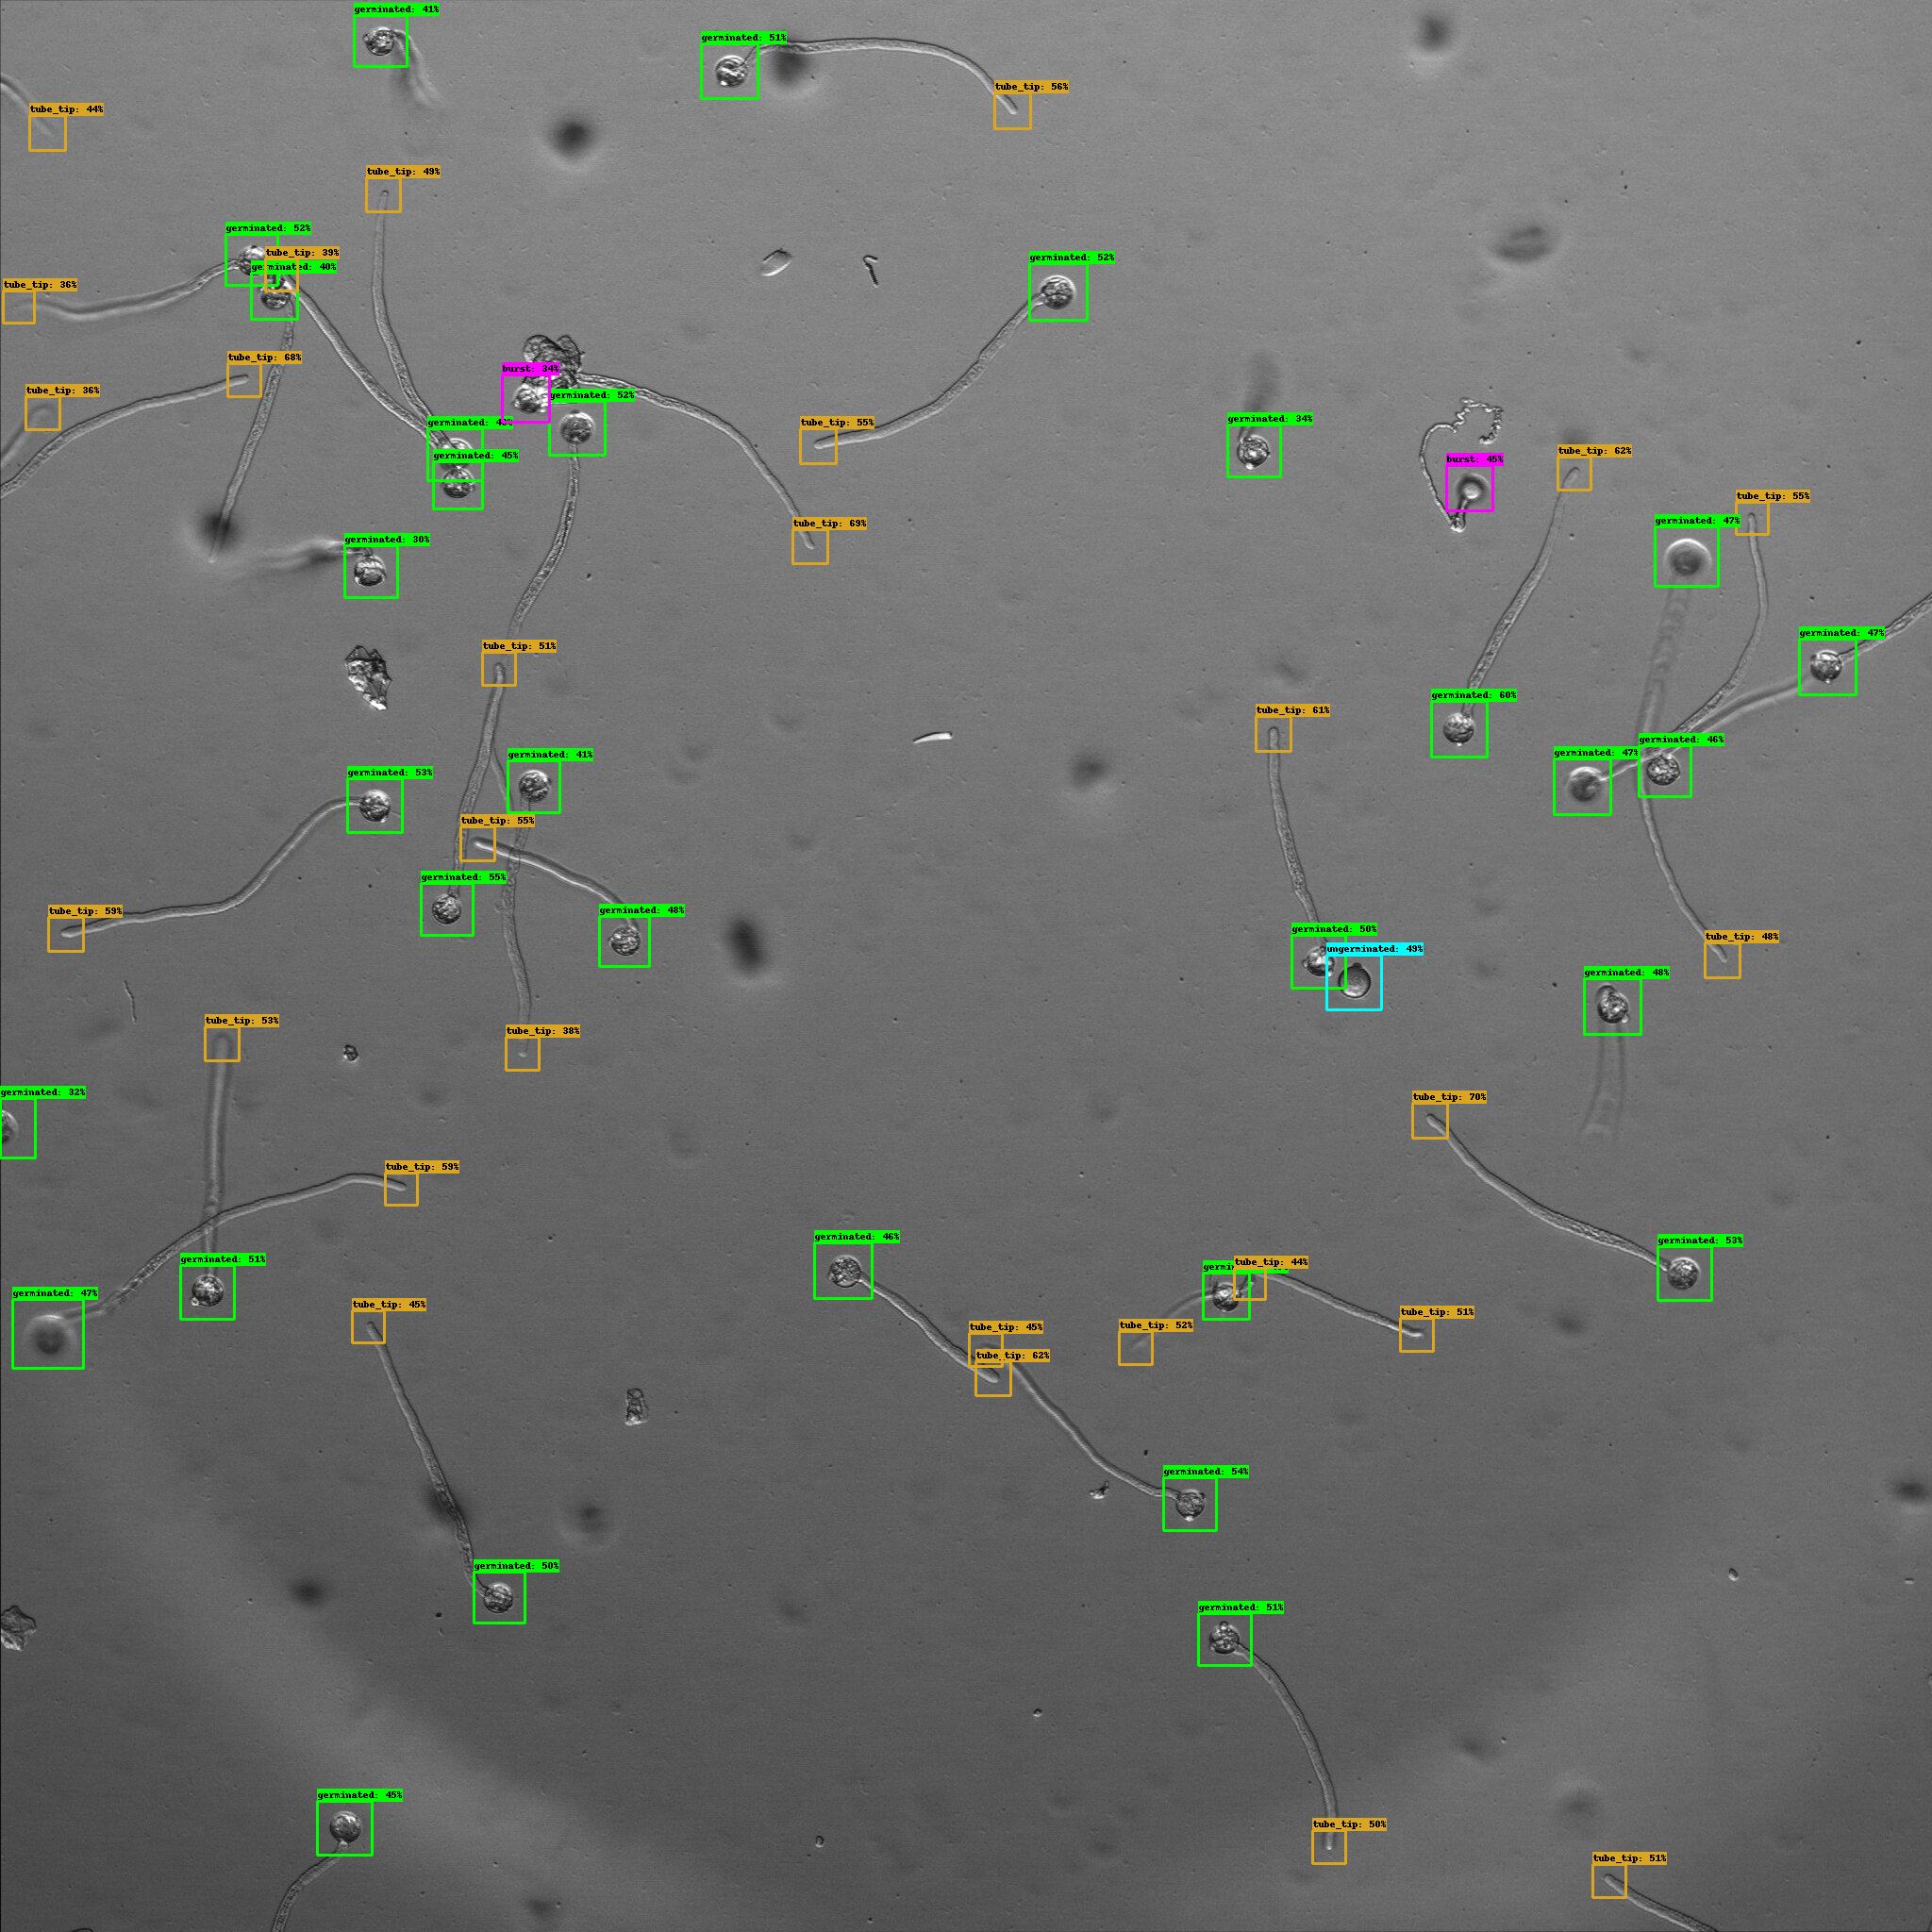 germinated: 41%
germinated: 51%
tube_tip: 56%
tube_tip: 44%
tube_tip: 49%
germinated: 52%
tube_tip: 39%
germinated: 40%
germinated: 52%
tube_tip: 36%
tube_tip: 68%
burst: 34%
tube_tip: 36%
germinated: 52%
germinated: 34%
germinated:
tube_tip: 55%
tube_tip: 62%
germinated: 45%
burst: 45%
tube_tip: 55%
tube_tip: 69%
germinated: 47%
germinated: 30%
germinated: 47%
tube_tip: 51%
germinated: 60%
tube_tip: 61%
germinated: 46%
germinated: 47%
germinated: 41%
germinated: 53%
tube_tip: 55%
germinated: 55%
tube_tip: 59%
germinated: 48%
germinated: 50%
tube_tip: 48%
ungerminated: 49%
germinated: 48%
tube_tip: 53%
tube_tip: 38%
germinated: 32%
tube_tip: 70%
tube_tip: 59%
germinated: 46%
germinated: 53%
germinated: 51%
tube_tip: 44%
germinated: 47%
tube_tip: 45%
tube_tip: 51%
tube_tip: 45%
tube_tip: 52%
tube_tip: 62%
germinated: 54%
germinated: 50%
germinated: 51%
germinated: 45%
tube_tip: 50%
tube_tip: 51%